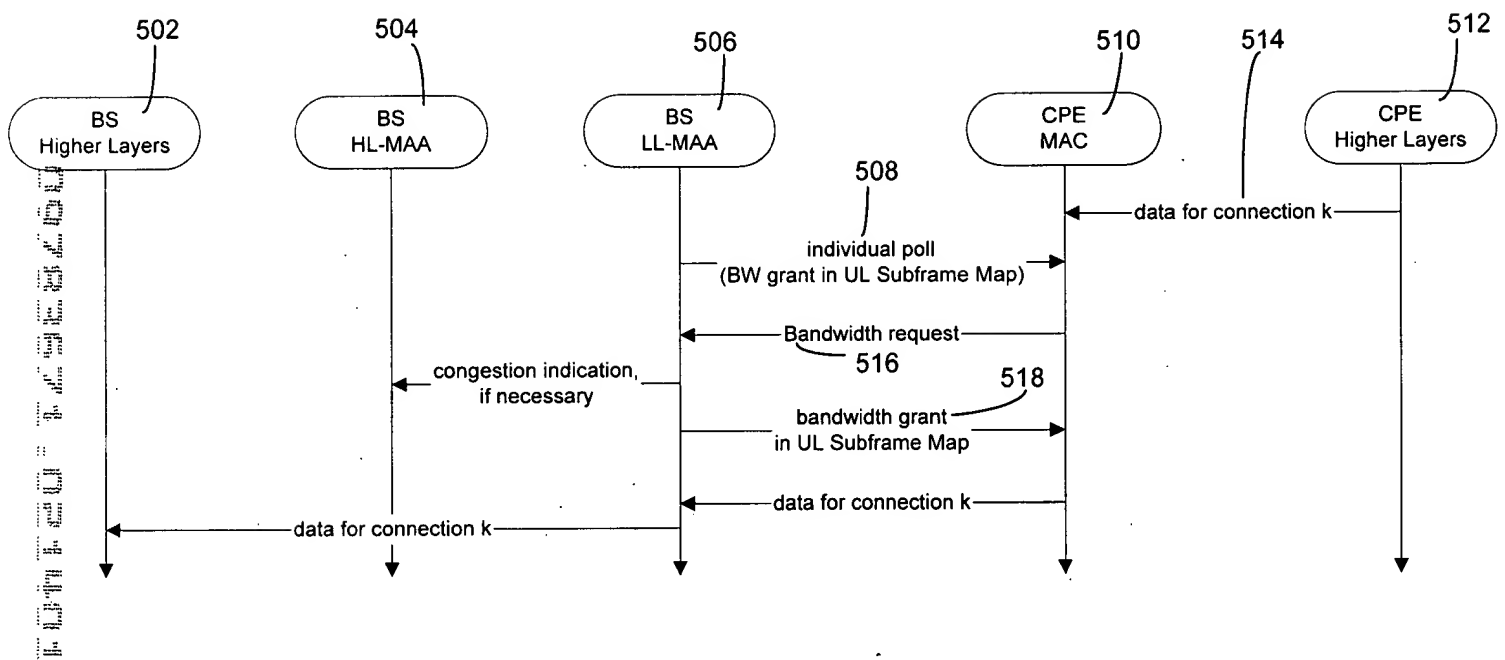 502
504
506
510
514
512
BS
Higher Layers
BS
HL-MAA
BS
LL-MAA
CPE
MAC
CPE
Higher Layers
508
data for connection k
individual poll
(BW grant in UL Subframe Map)
Bandwidth request
516
congestion indication,
if necessary
518
bandwidth grant
in UL Subframe Map
data for connection k
data for connection k